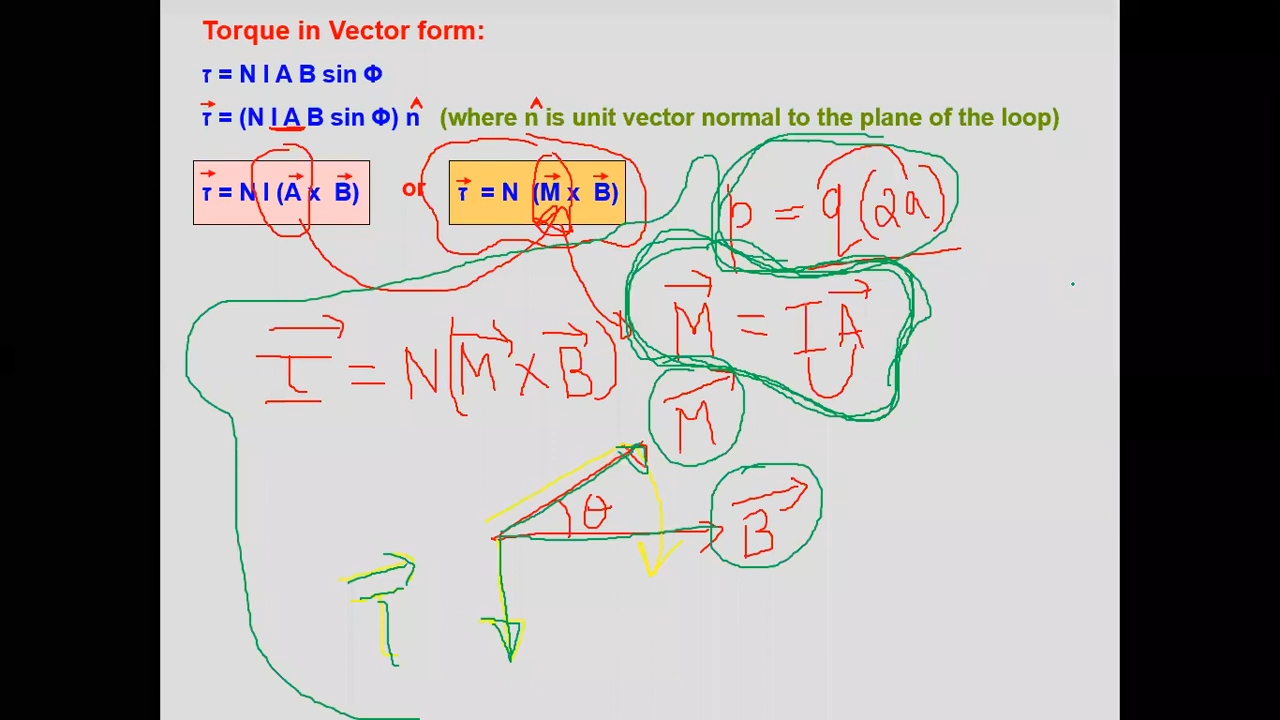 Torque in Vector form:
τ = N I A B sin Φ
τ⃗ = (N I A B sin Φ) n̂ (where n̂ is unit vector normal to the plane of the loop)
τ⃗ = N I (A⃗ x B⃗) or τ⃗ = N (M⃗ x B⃗)
p = q(2a)
M⃗ = I A⃗
τ⃗ = N(M⃗ × B⃗)
M⃗
θ
B⃗
τ⃗